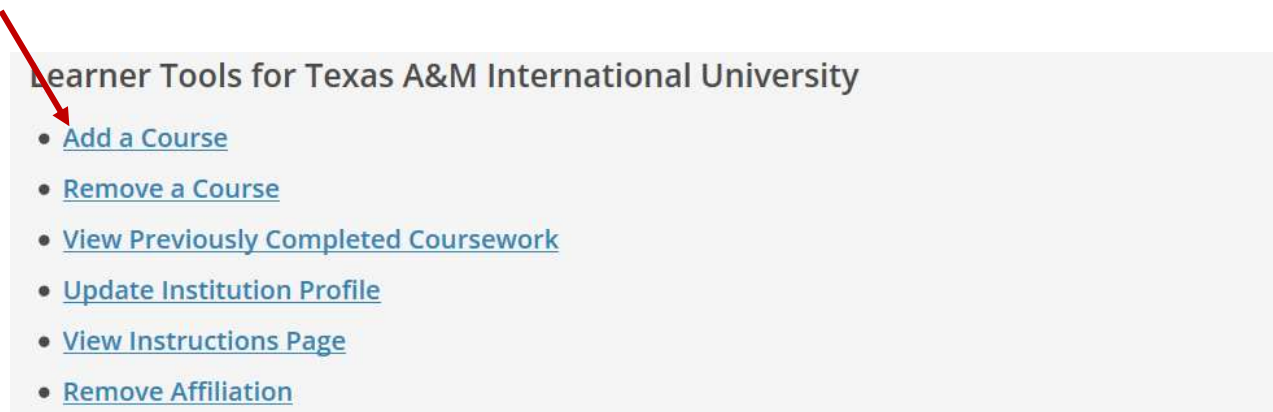 Learner Tools for Texas A&M International University
• Add a Course
• Remove a Course
• View Previously Completed Coursework
• Update Institution Profile
• View Instructions Page
• Remove Affiliation